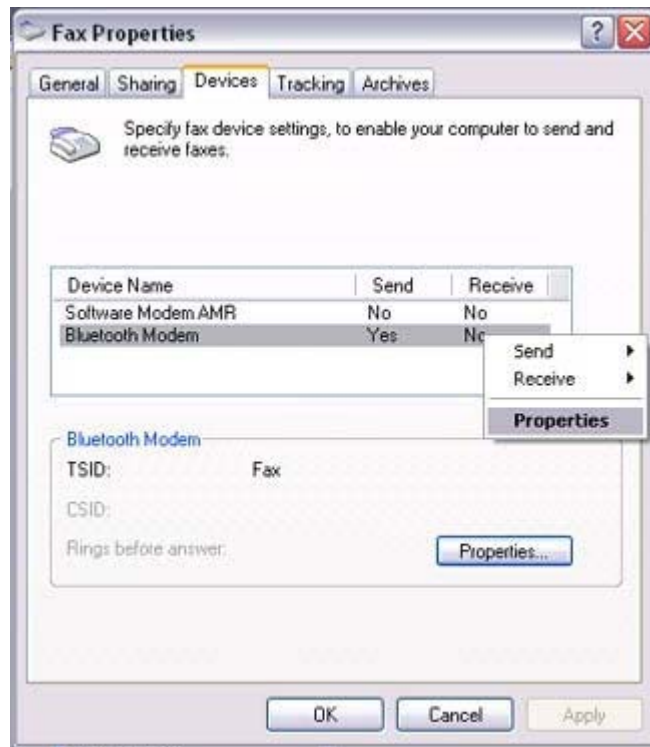 Fax Properties
General Sharing Devices Tracking Archives
Specify fax device settings, to enable your computer to send and
receive faxes.
Device Name Send Receive
Software Modem AMR No No
Bluetooth Modem Yes No
Send
Receive
Properties
Bluetooth Modem
TSID: Fax
CSID:
Rings before answer:
Properties...
OK Cancel Apply